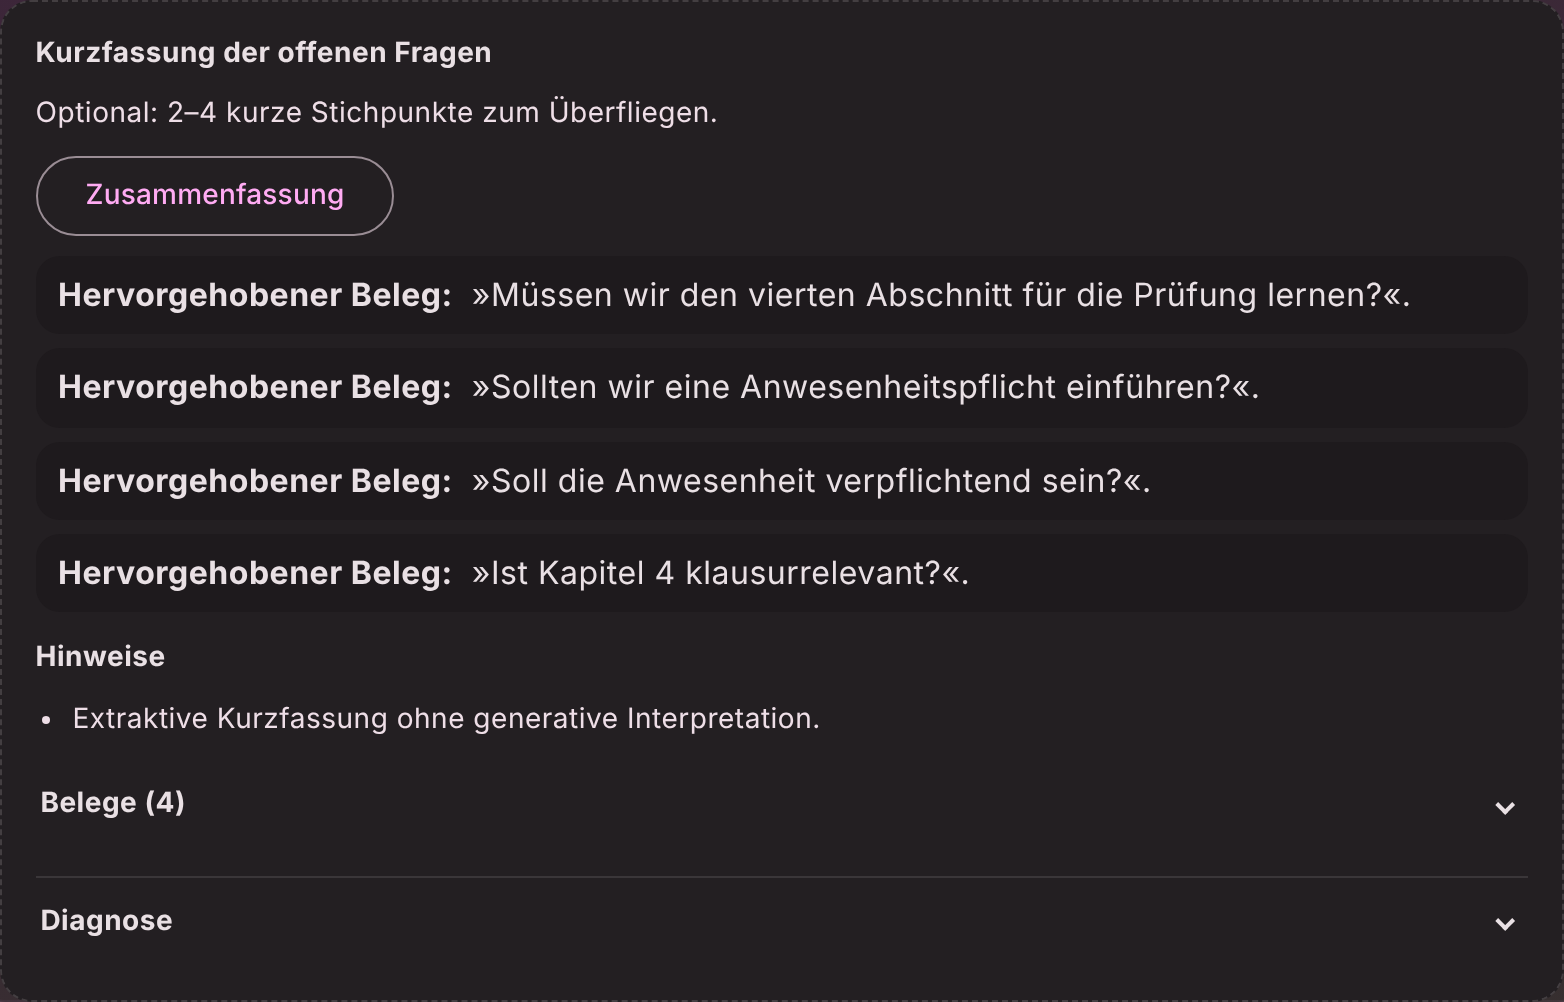 Kurzfassung der offenen Fragen
Optional: 2–4 kurze Stichpunkte zum Überfliegen.
Zusammenfassung
Hervorgehobener Beleg: »Müssen wir den vierten Abschnitt für die Prüfung lernen?«.
Hervorgehobener Beleg: »Sollten wir eine Anwesenheitspflicht einführen?«.
Hervorgehobener Beleg: »Soll die Anwesenheit verpflichtend sein?«.
Hervorgehobener Beleg: »Ist Kapitel 4 klausurrelevant?«.
Hinweise
• Extraktive Kurzfassung ohne generative Interpretation.
Belege (4)
Diagnose